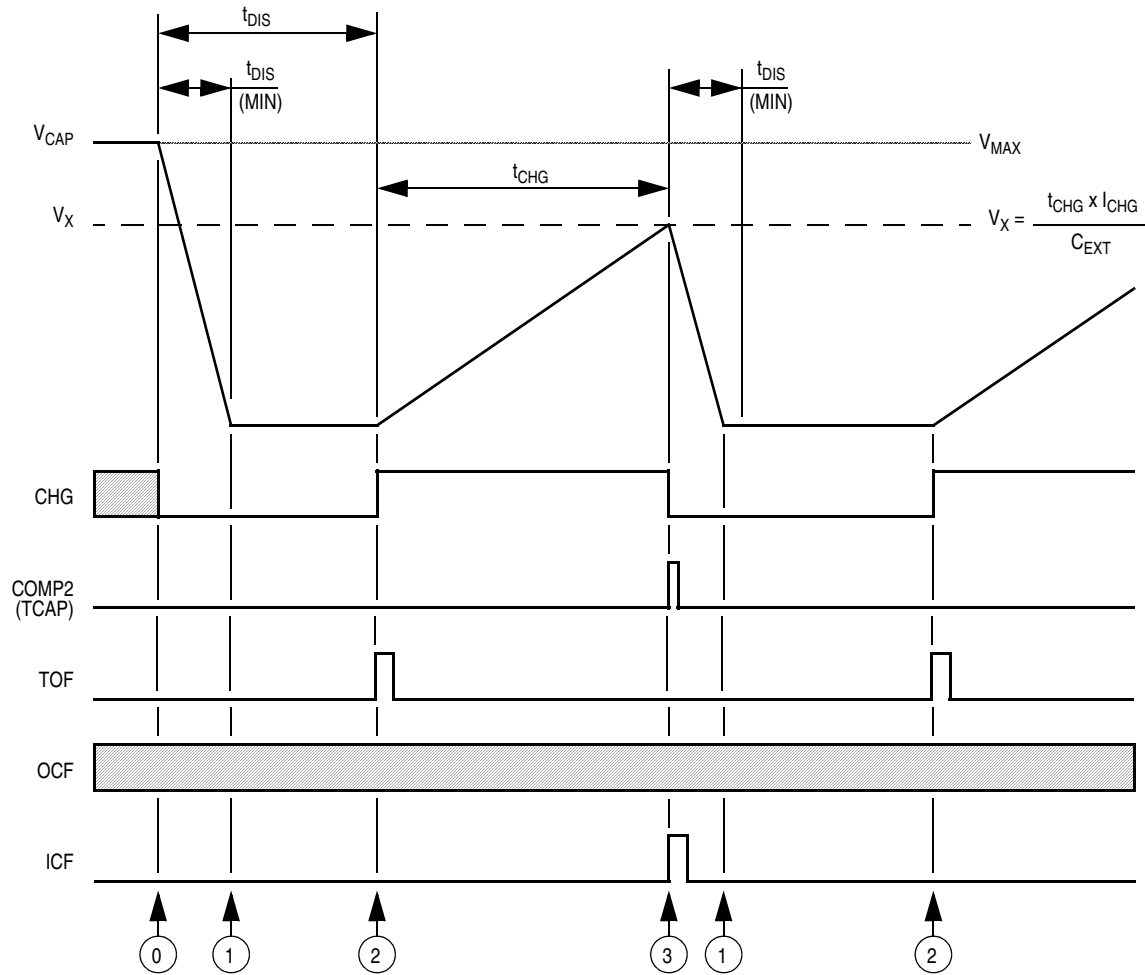 tDIS
tDIS
(MIN)
tDIS
(MIN)
VCAP
VMAX
tCHG
VX
VX = tCHG x ICHG
CEXT
CHG
COMP2
(TCAP)
TOF
OCF
ICF
0 1 2 3 1 2